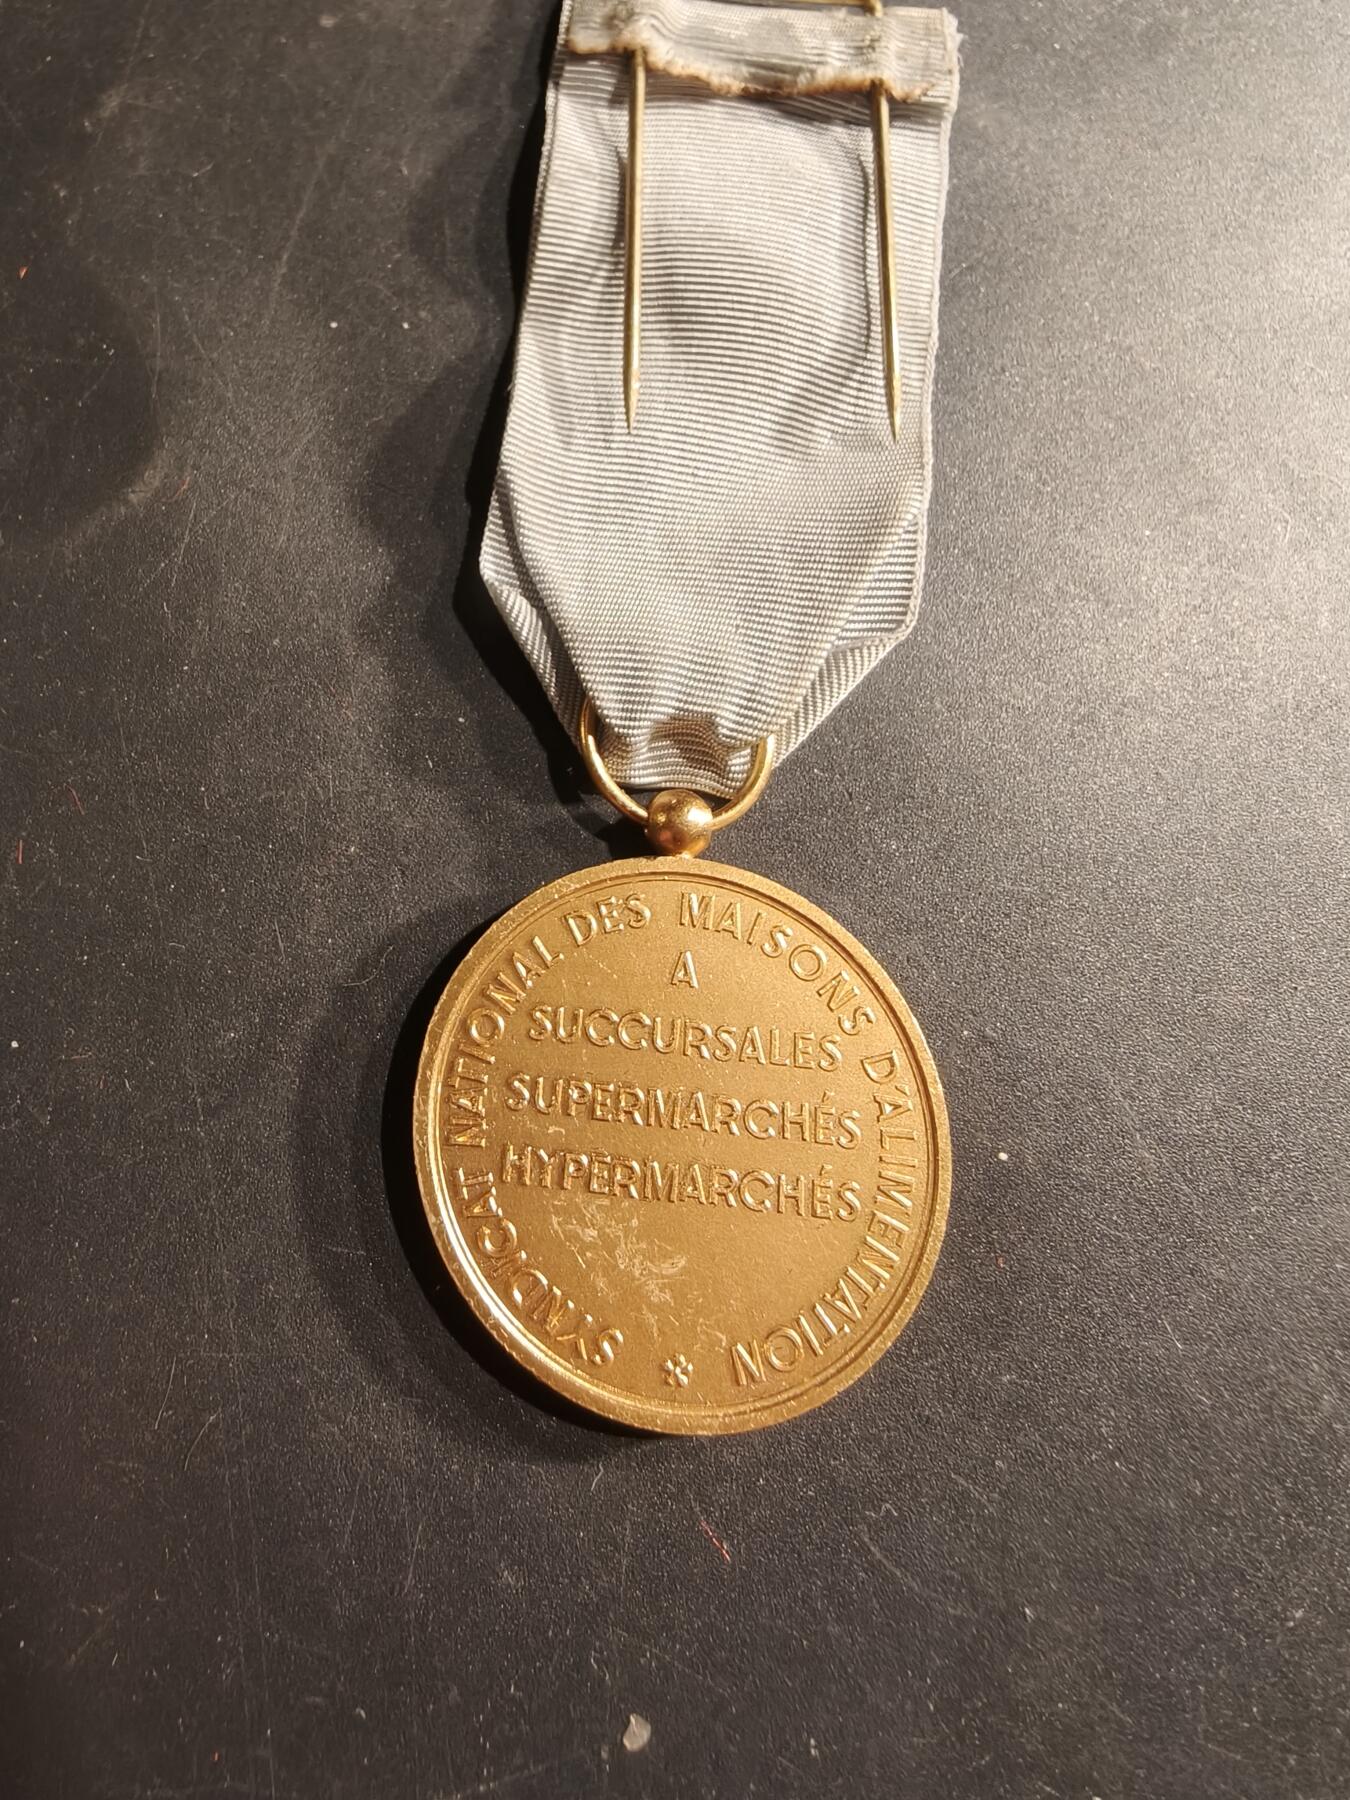 SYNDICAT NATIONAL DES MAISONS D'ALIMENTATION
A
SUCCURSALES
SUPERMARCHÉS
HYPERMARCHÉS